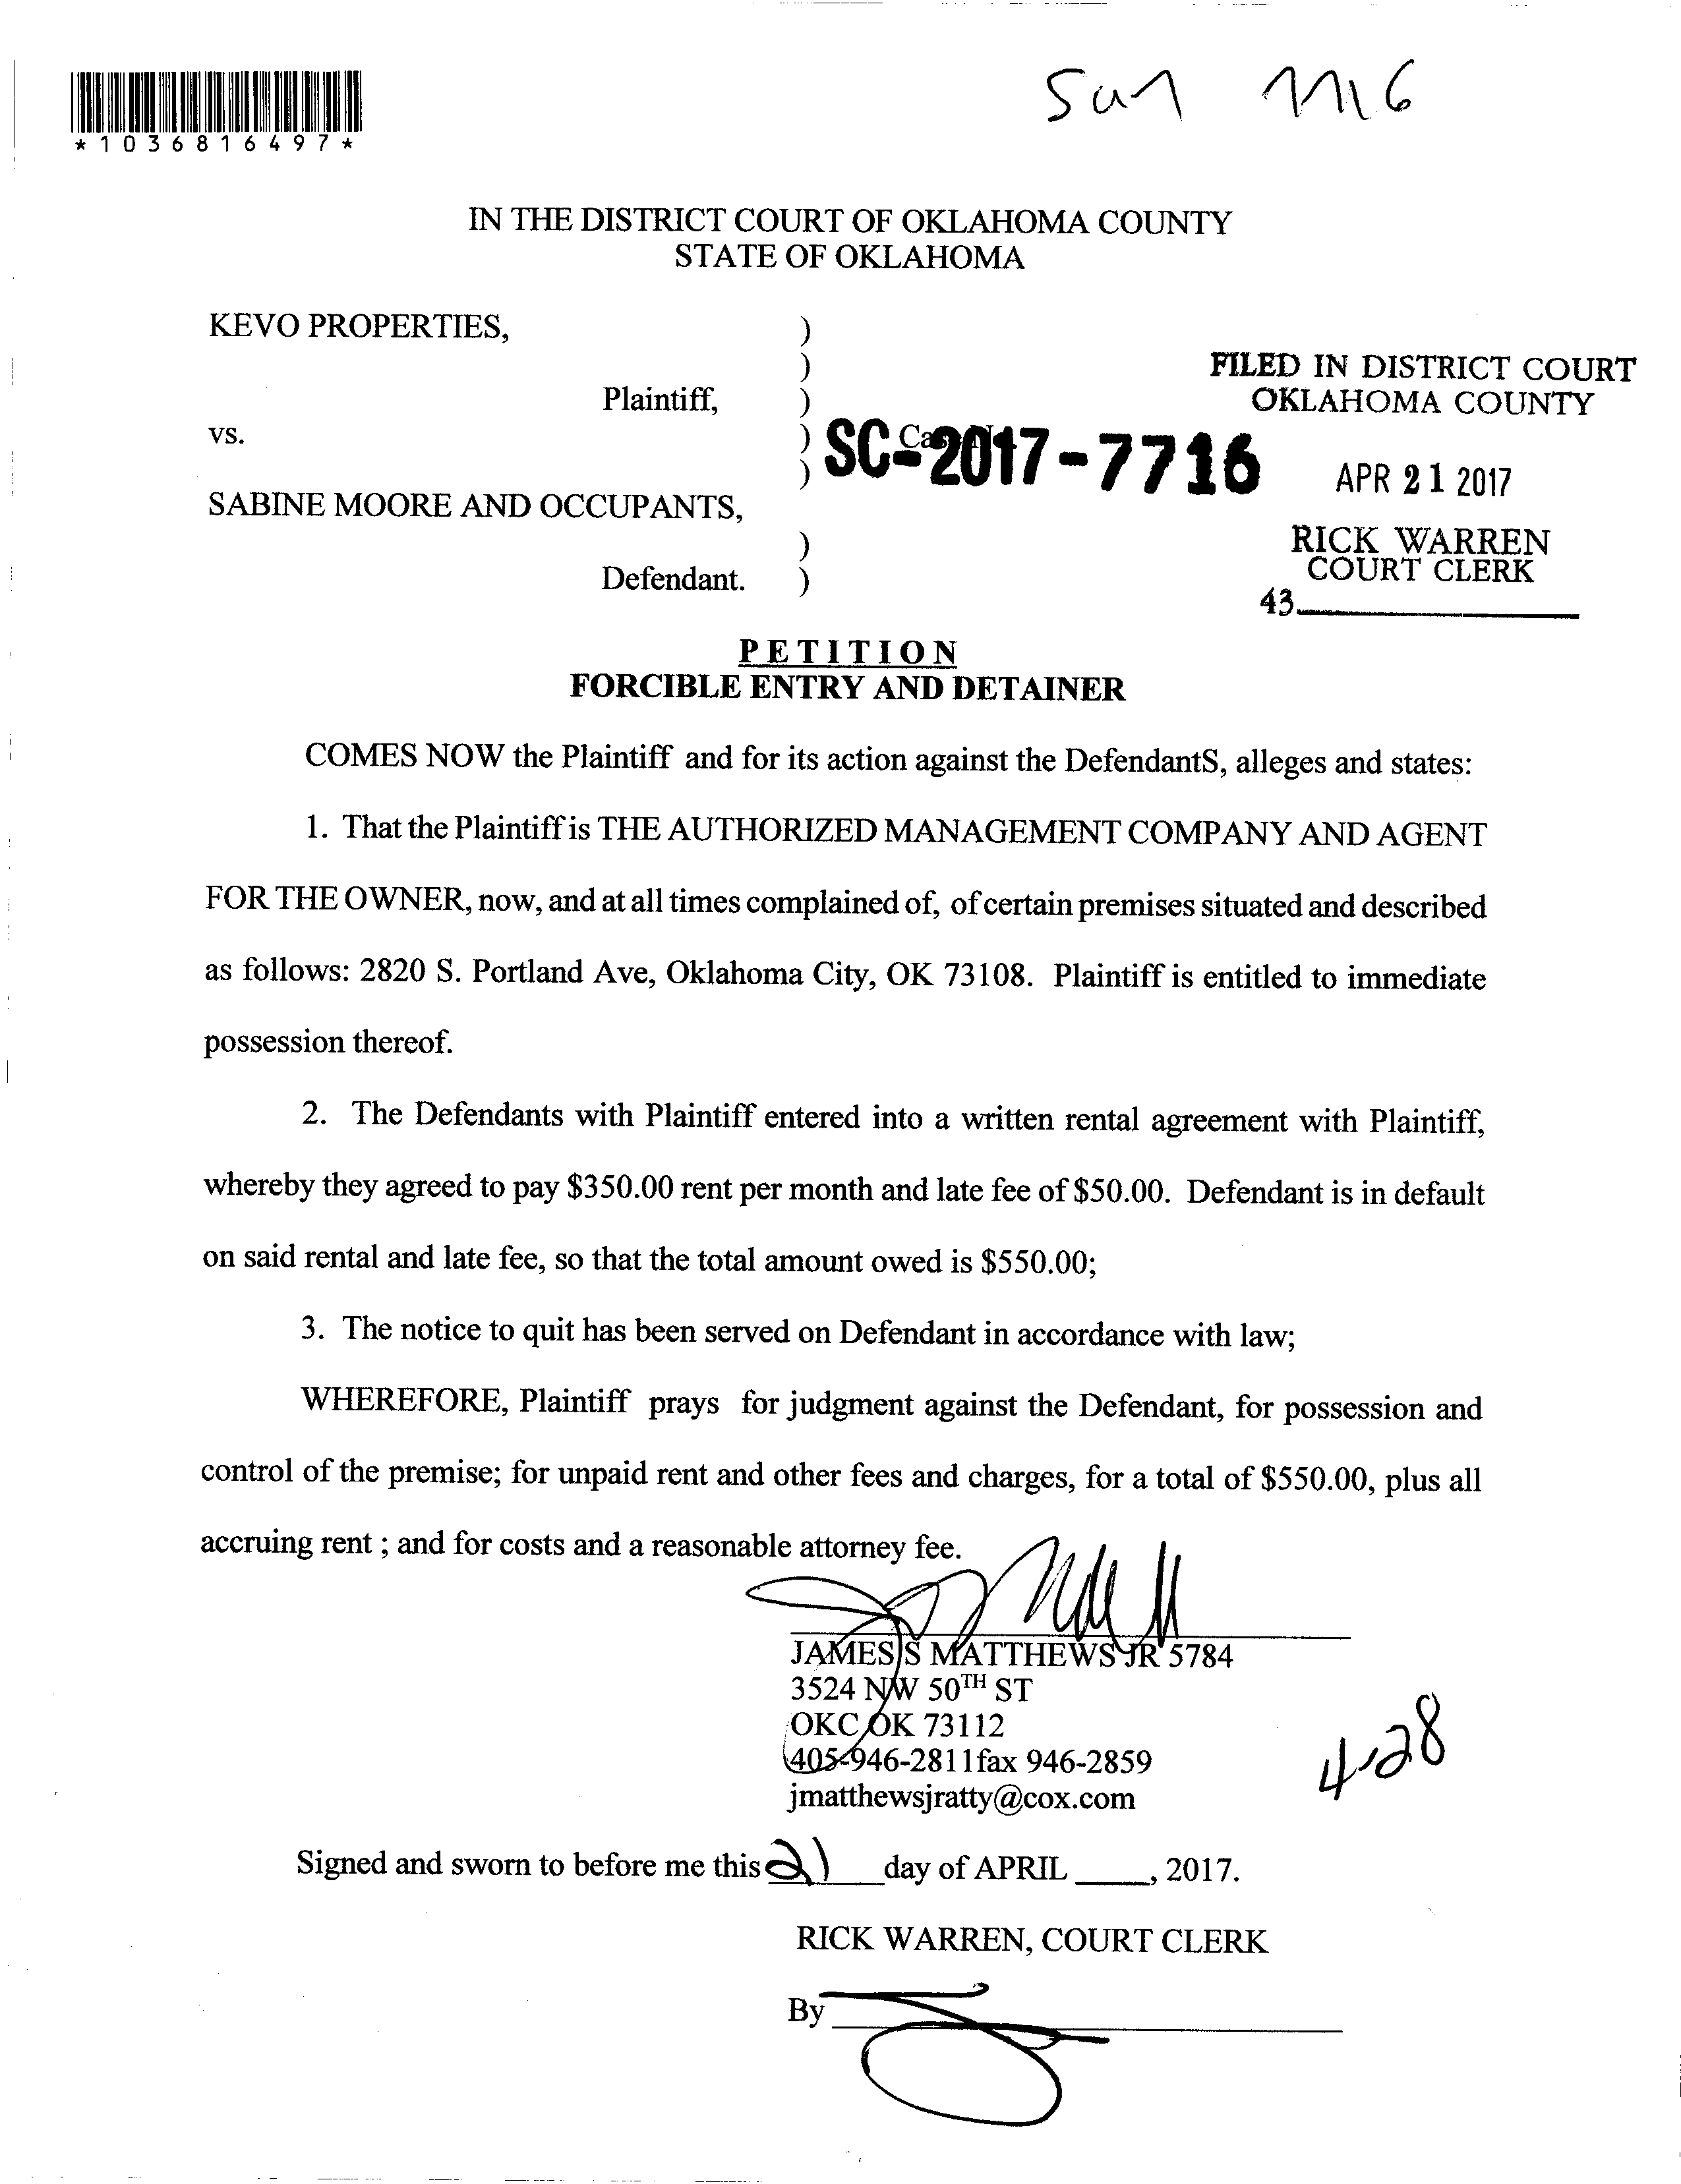 *1036816497*
7716
IN THE DISTRICT COURT OF OKLAHOMA COUNTY
STATE OF OKLAHOMA
KEVO PROPERTIES, )
)
Plaintiff, )
vs. )
)
SC-2017-7716
FILED IN DISTRICT COURT
OKLAHOMA COUNTY
APR 21 2017
RICK WARREN
COURT CLERK
43
SABINE MOORE AND OCCUPANTS,
)
Defendant. )
PETITION
FORCIBLE ENTRY AND DETAINER
COMES NOW the Plaintiff and for its action against the DefendantS, alleges and states:
1. That the Plaintiff is THE AUTHORIZED MANAGEMENT COMPANY AND AGENT
FOR THE OWNER, now, and at all times complained of, of certain premises situated and described
as follows: 2820 S. Portland Ave, Oklahoma City, OK 73108. Plaintiff is entitled to immediate
possession thereof.
2. The Defendants with Plaintiff entered into a written rental agreement with Plaintiff,
whereby they agreed to pay $350.00 rent per month and late fee of $50.00. Defendant is in default
on said rental and late fee, so that the total amount owed is $550.00;
3. The notice to quit has been served on Defendant in accordance with law;
WHEREFORE, Plaintiff prays for judgment against the Defendant, for possession and
control of the premise; for unpaid rent and other fees and charges, for a total of $550.00, plus all
accruing rent ; and for costs and a reasonable attorney fee.
JAMES S MATTHEWS JR 5784
3524 NW 50TH ST
OKC OK 73112
405-946-2811fax 946-2859
jmatthewsjratty@cox.com
4-28
Signed and sworn to before me this 21 day of APRIL ____, 2017.
RICK WARREN, COURT CLERK
By